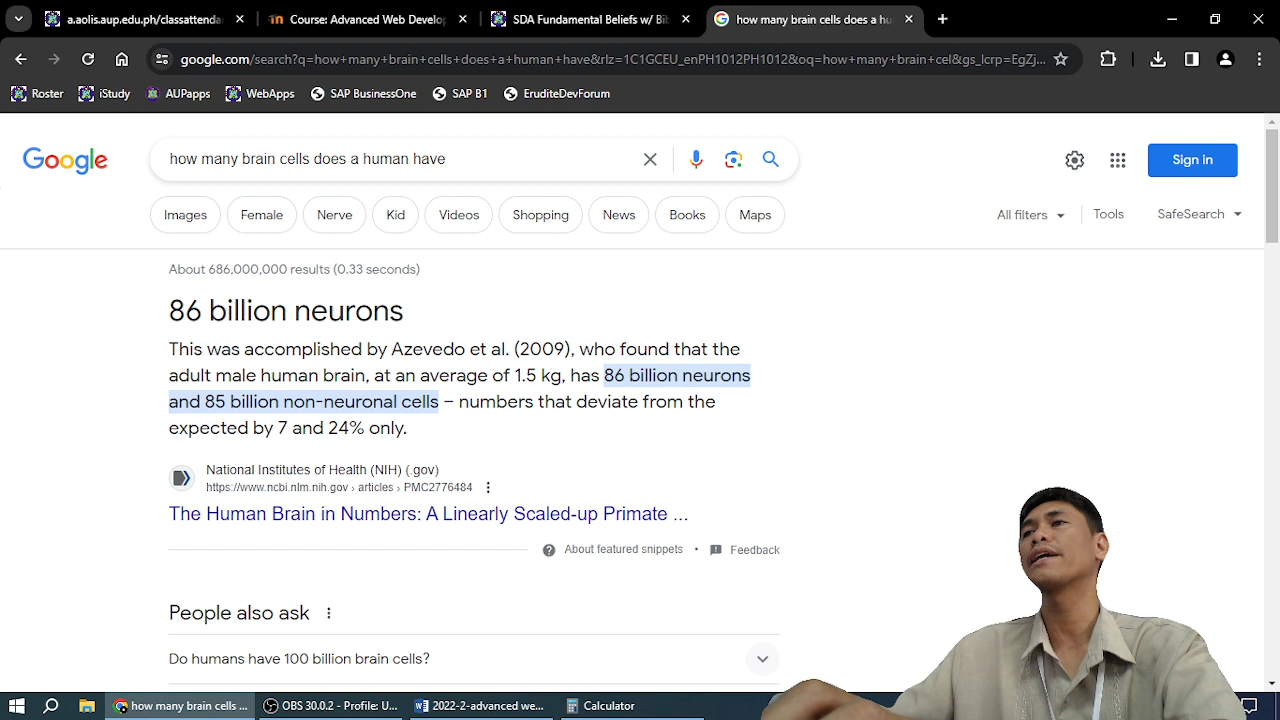 a.aolis.aup.edu.ph/classattendan
Course: Advanced Web Develop
SDA Fundamental Beliefs w/ Bib
how many brain cells does a hu
google.com/search?q=how+many+brain+cells+does+a+human+have&rlz=1C1GCEU_enPH1012PH1012&oq=how+many+brain+cel&gs_lcrp=EgZj...
Roster
iStudy
AUPapps
WebApps
SAP BusinessOne
SAP B1
EruditeDevForum
Google
how many brain cells does a human have
Sign in
Images
Female
Nerve
Kid
Videos
Shopping
News
Books
Maps
All filters
Tools
SafeSearch
About 686,000,000 results (0.33 seconds)
86 billion neurons
This was accomplished by Azevedo et al. (2009), who found that the
adult male human brain, at an average of 1.5 kg, has 86 billion neurons
and 85 billion non-neuronal cells – numbers that deviate from the
expected by 7 and 24% only.
National Institutes of Health (NIH) (.gov)
https://www.ncbi.nlm.nih.gov › articles › PMC2776484
The Human Brain in Numbers: A Linearly Scaled-up Primate ...
About featured snippets • Feedback
People also ask
Do humans have 100 billion brain cells?
how many brain cells ...
OBS 30.0.2 - Profile: U...
2022-2-advanced we...
Calculator